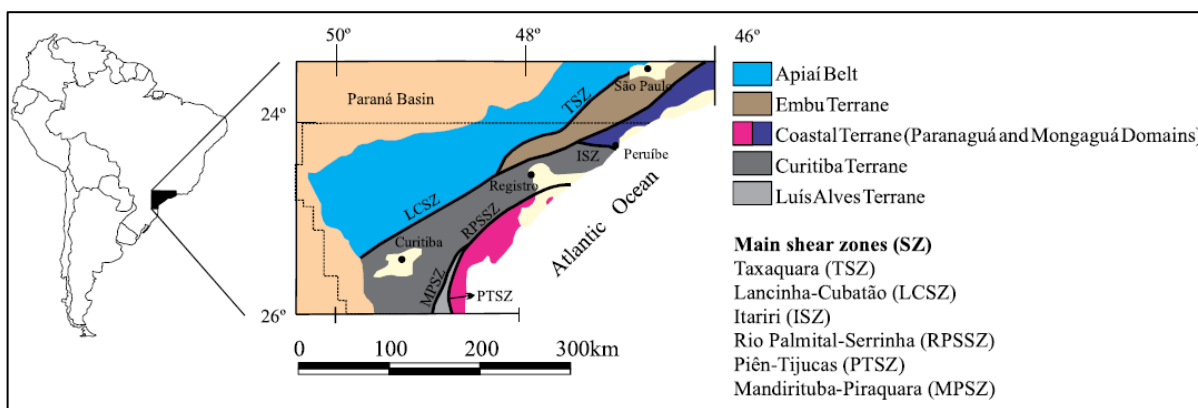 50º
48º
46º
24º
26º
Paraná Basin
TSZ
São Paulo
ISZ
Peruíbe
Registro
LCSZ
RPSSZ
Curitiba
MPSZ
PTSZ
Atlantic Ocean
0 100 200 300km
Apiaí Belt
Embu Terrane
Coastal Terrane (Paranaguá and Mongaguá Domains)
Curitiba Terrane
Luís Alves Terrane
Main shear zones (SZ)
Taxaquara (TSZ)
Lancinha-Cubatão (LCSZ)
Itariri (ISZ)
Rio Palmital-Serrinha (RPSSZ)
Piên-Tijucas (PTSZ)
Mandirituba-Piraquara (MPSZ)